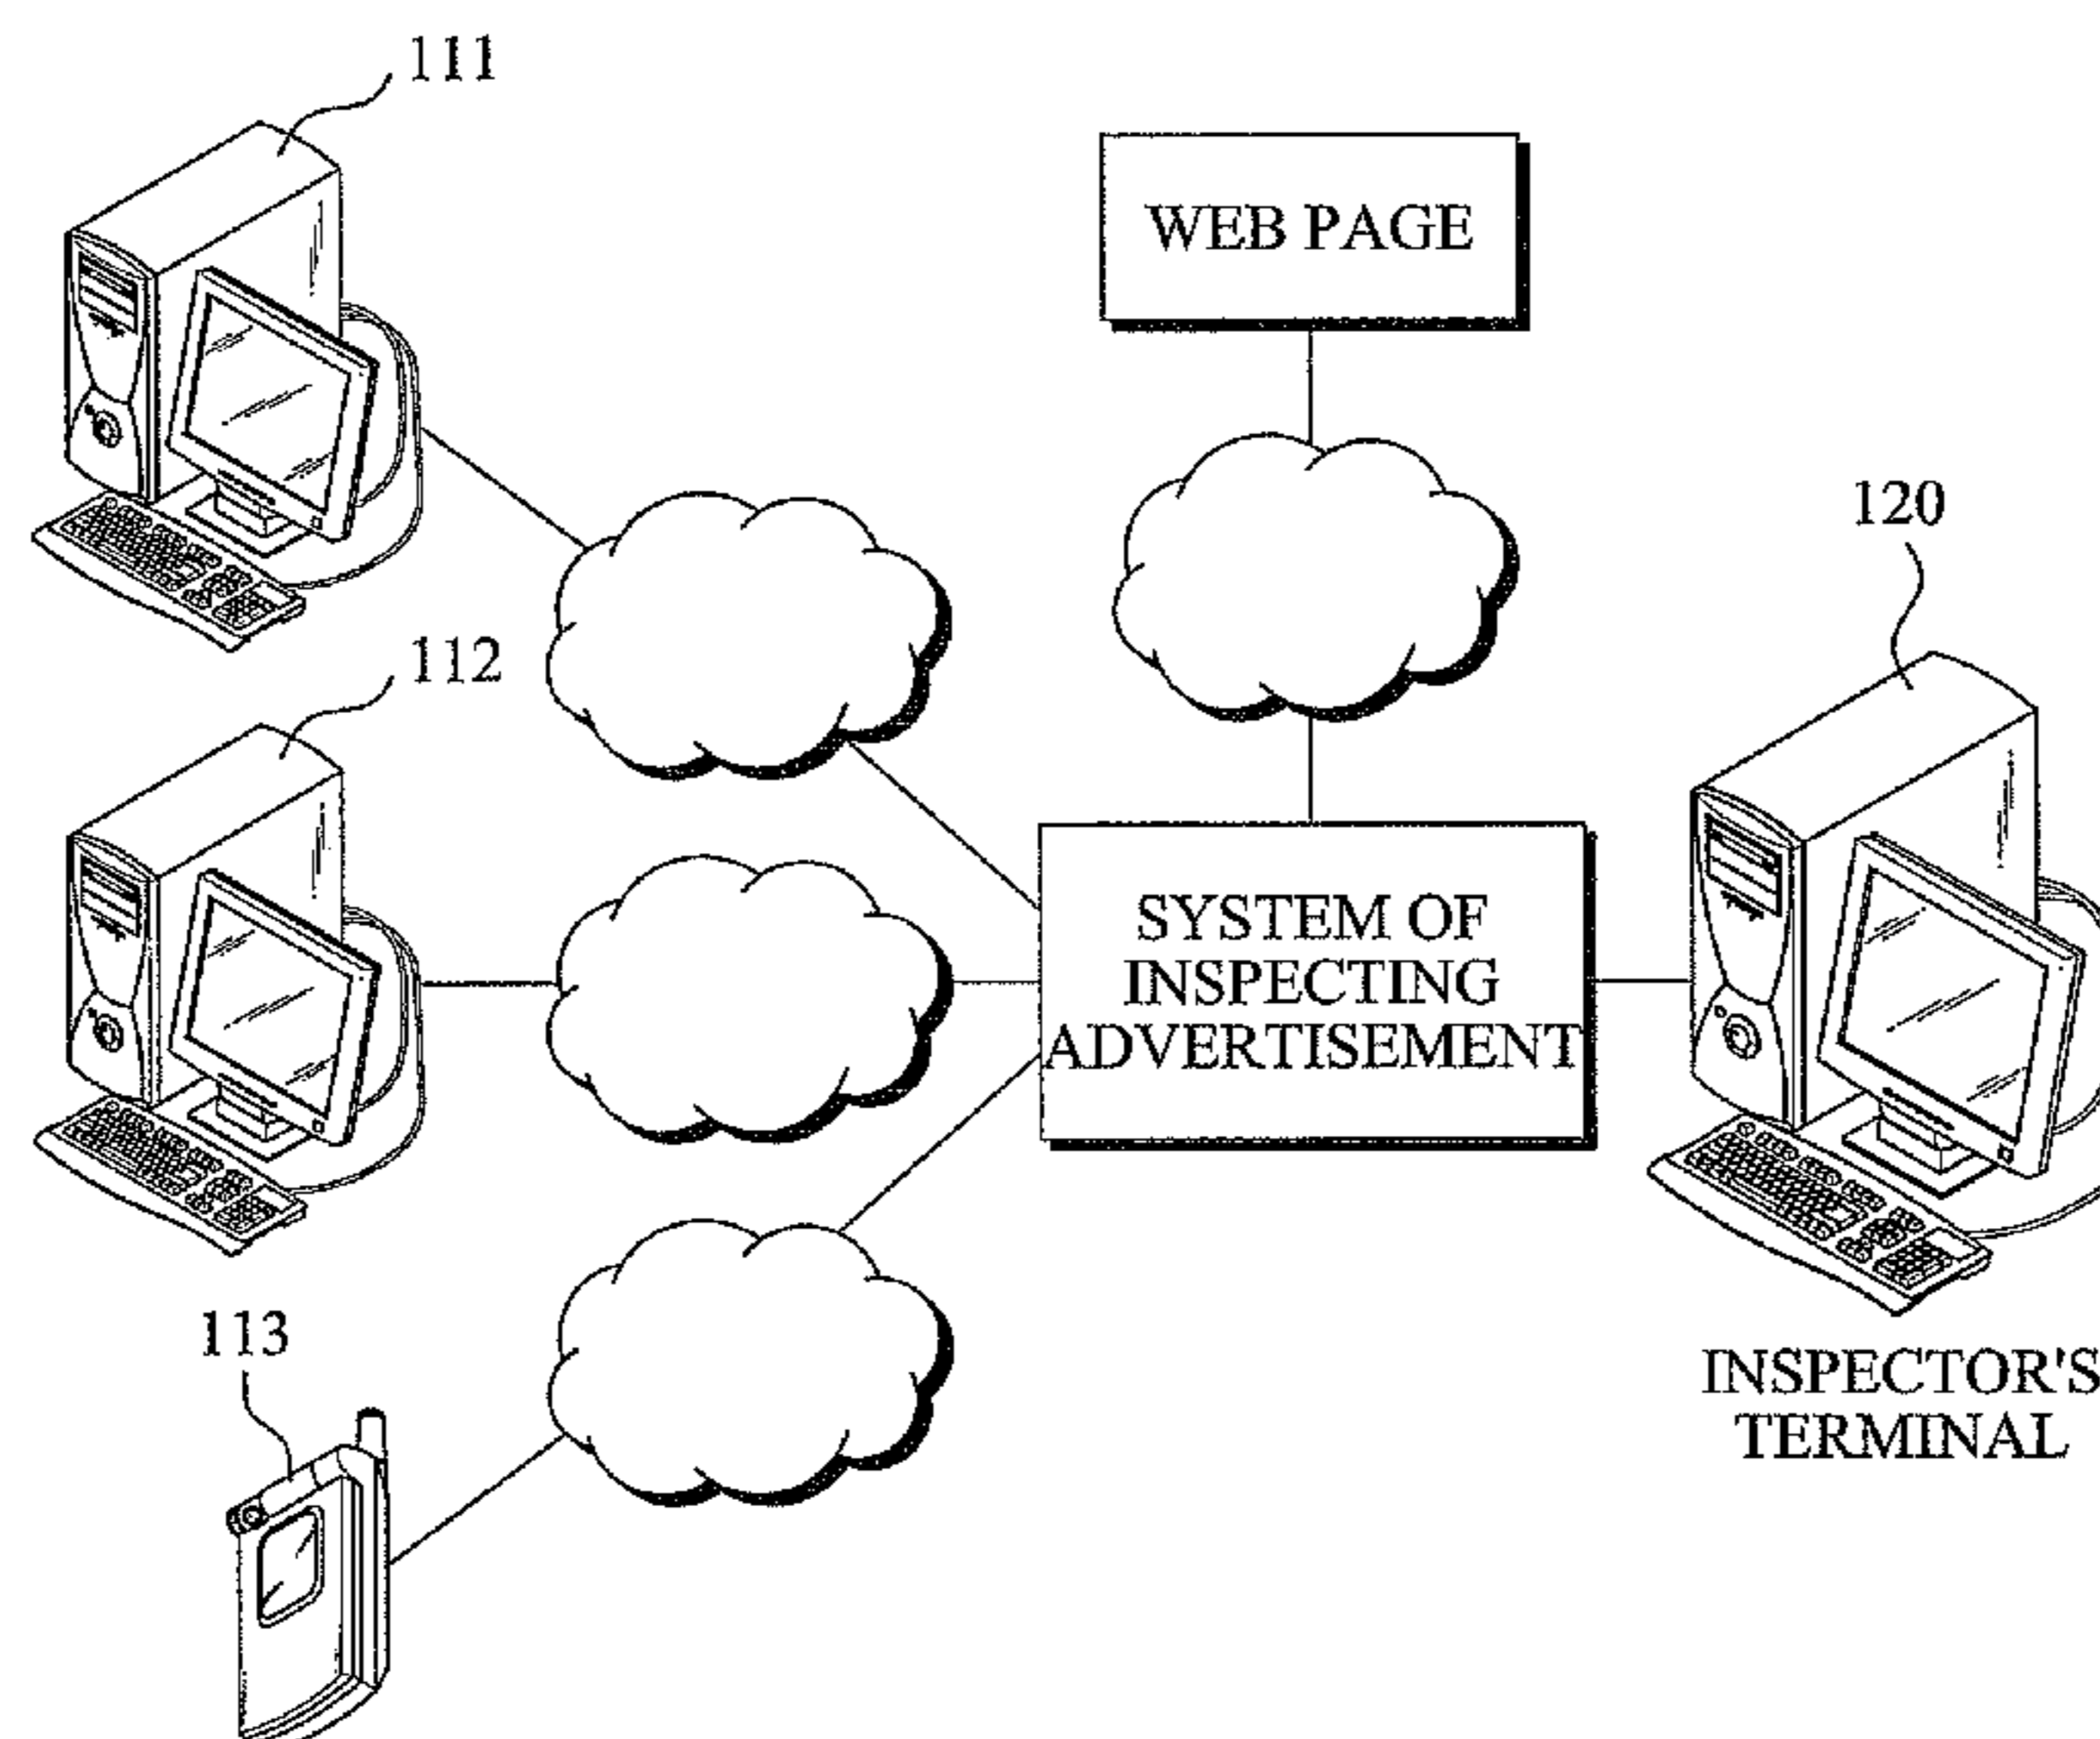 111
WEB PAGE
120
112
SYSTEM OF
INSPECTING
ADVERTISEMENT
113
INSPECTOR'S
TERMINAL